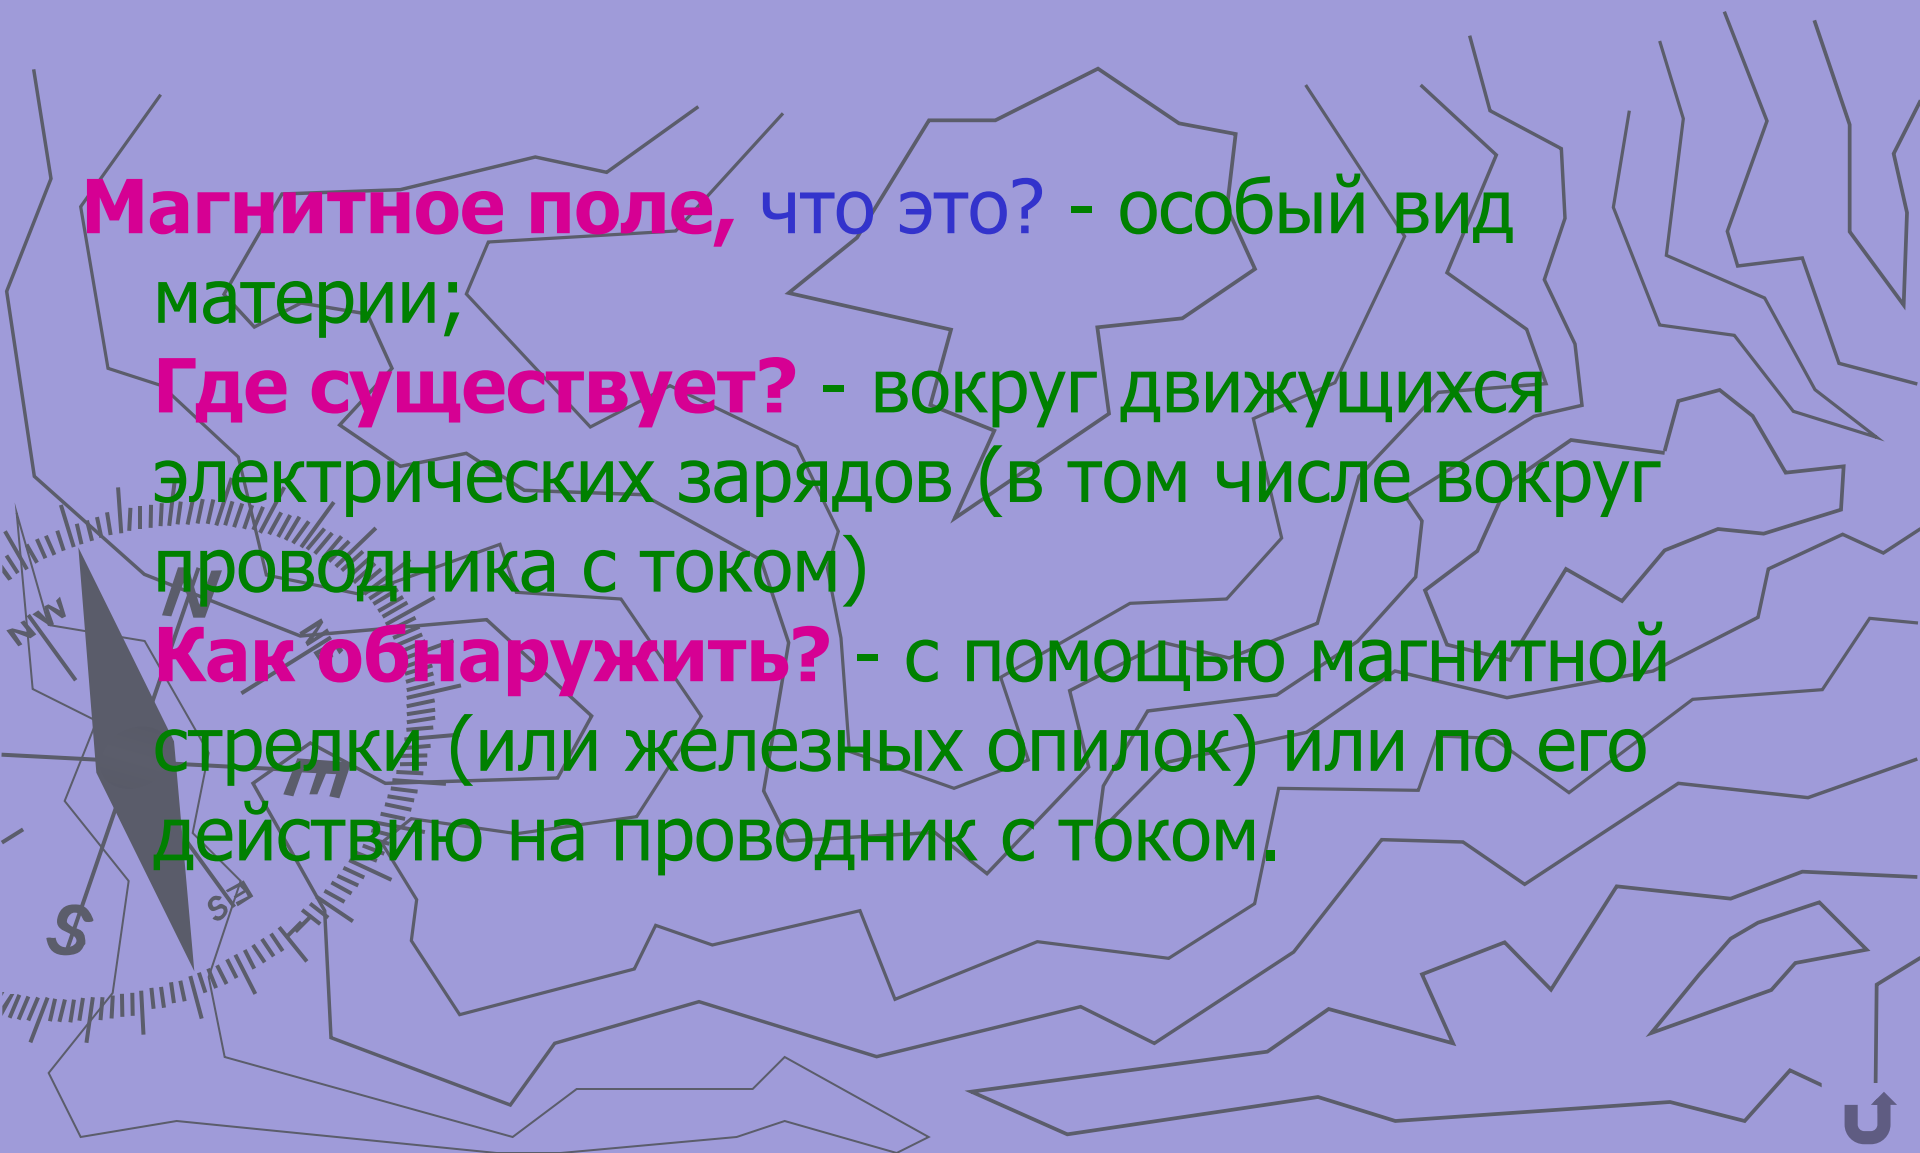 Магнитное поле, что это? - особый вид
материи;
Где существует? - вокруг движущихся
электрических зарядов (в том числе вокруг
проводника с током)
Как обнаружить? - с помощью магнитной
стрелки (или железных опилок) или по его
действию на проводник с током.
N
E
S